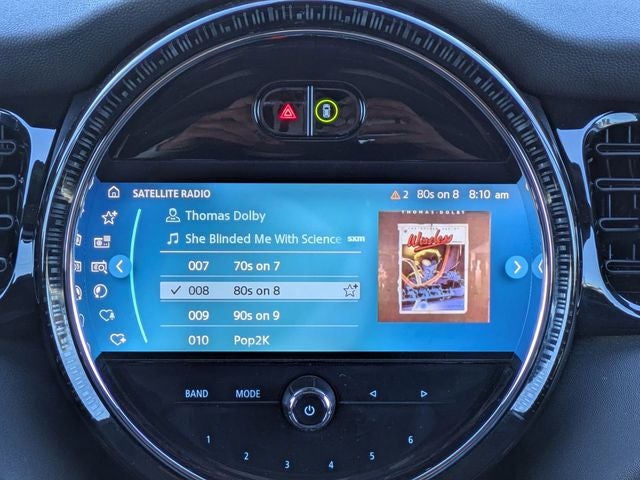 SATELLITE RADIO
2 80s on 8 8:10 am
Thomas Dolby
She Blinded Me With Science sxm
007 70s on 7
008 80s on 8
009 90s on 9
010 Pop2K
THOMAS DOLBY
BAND MODE
1 2 3 4 5 6